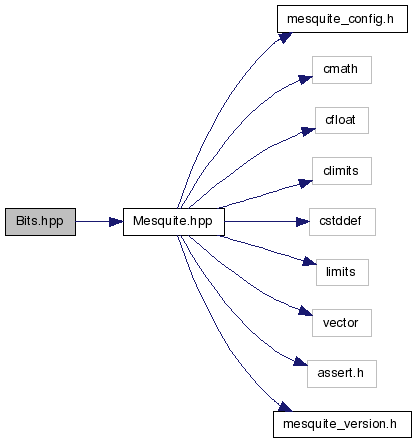 mesquite_config.h
cmath
cfloat
climits
Bits.hpp
Mesquite.hpp
cstddef
limits
vector
assert.h
mesquite_version.h